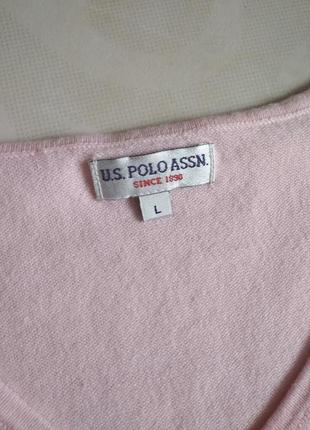 U.S. POLO ASSN.
SINCE 1890
L